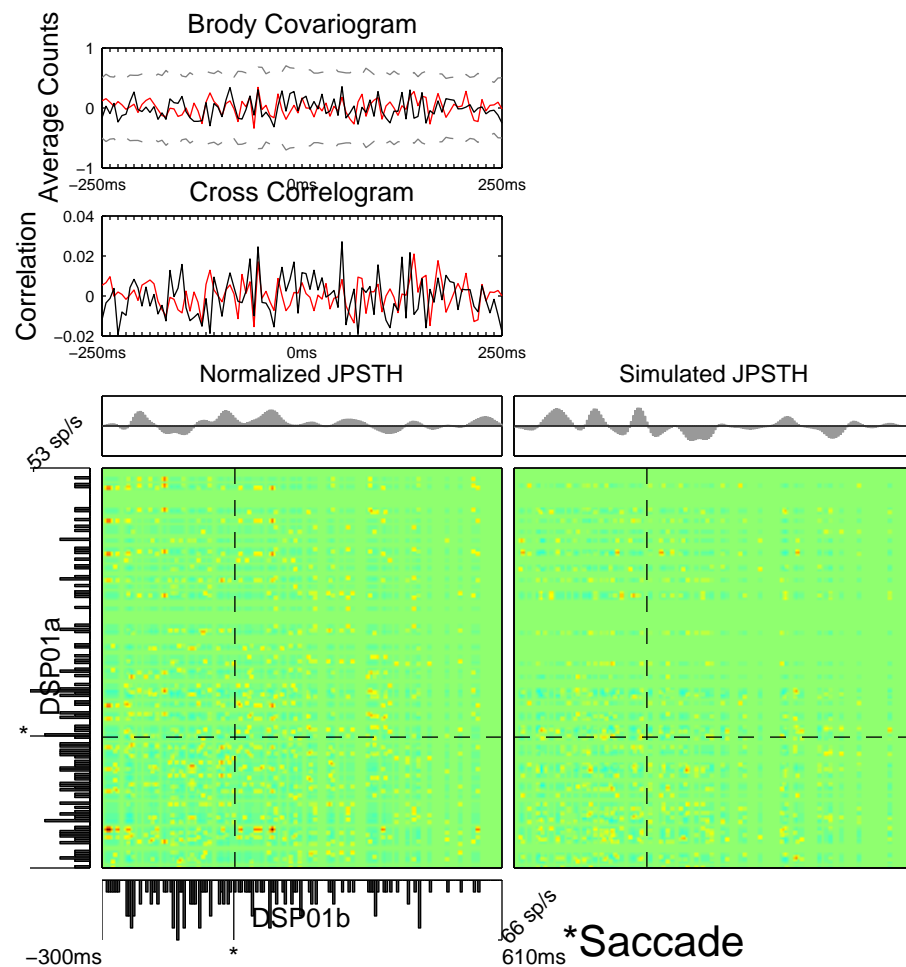 Brody Covariogram
Average Counts
1
0
−1
−250ms
0ms
250ms
Cross Correlogram
Correlation
0.04
0.02
0
−0.02
−250ms
0ms
250ms
Normalized JPSTH
Simulated JPSTH
53 sp/s
DSP01a
*
DSP01b
66 sp/s
−300ms
*
610ms
*Saccade